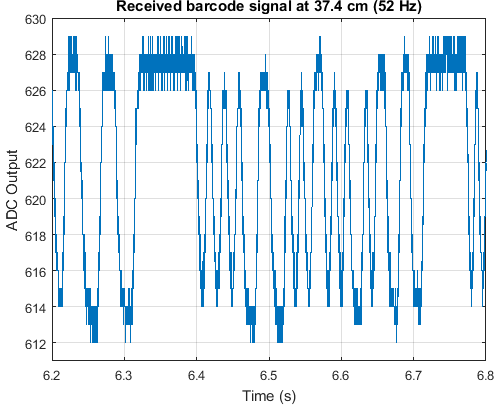 Received barcode signal at 37.4 cm (52 Hz)
630
628
626
624
622
620
618
616
614
612
ADC Output
6.2 6.3 6.4 6.5 6.6 6.7 6.8
Time (s)